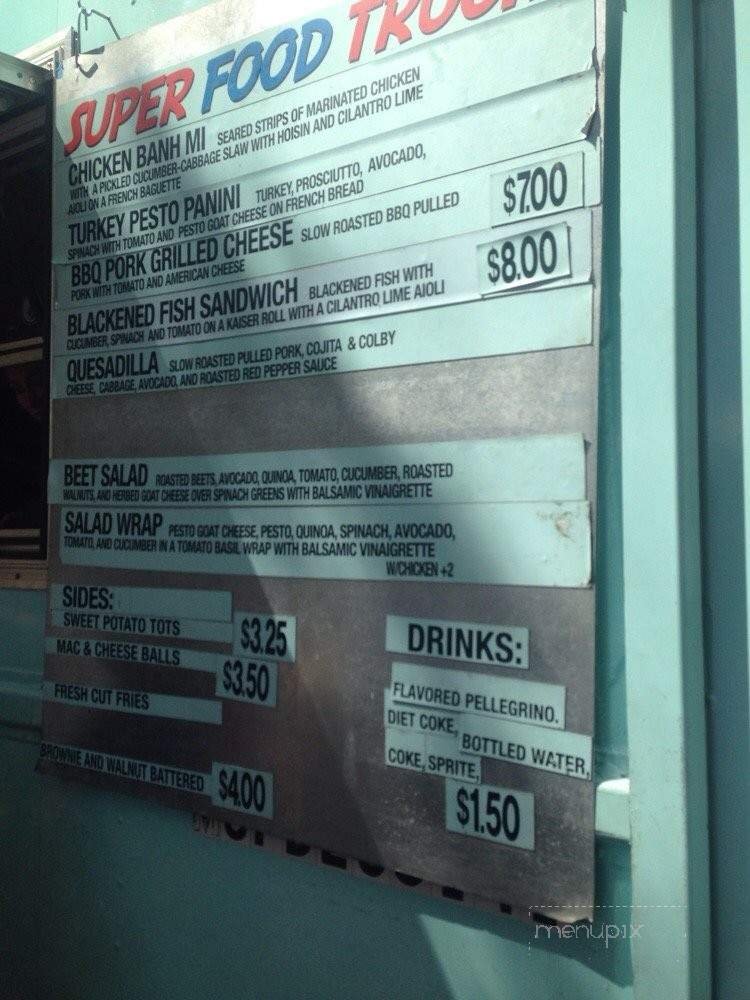 SUPER FOOD TRUCK
CHICKEN BANH MI SEARED STRIPS OF MARINATED CHICKEN
WITH A PICKLED CUCUMBER-CABBAGE SLAW WITH HOISIN AND CILANTRO LIME
AIOLI ON A FRENCH BAGUETTE
TURKEY PESTO PANINI TURKEY, PROSCIUTTO, AVOCADO,
SPINACH WITH TOMATO AND PESTO GOAT CHEESE ON FRENCH BREAD
$7.00
BBQ PORK GRILLED CHEESE SLOW ROASTED BBQ PULLED
PORK WITH TOMATO AND AMERICAN CHEESE
$8.00
BLACKENED FISH SANDWICH BLACKENED FISH WITH
CUCUMBER, SPINACH AND TOMATO ON A KAISER ROLL WITH A CILANTRO LIME AIOLI
QUESADILLA SLOW ROASTED PULLED PORK, COJITA & COLBY
CHEESE, CABBAGE, AVOCADO, AND ROASTED RED PEPPER SAUCE
BEET SALAD ROASTED BEETS, AVOCADO, QUINOA, TOMATO, CUCUMBER, ROASTED
WALNUTS, AND HERBED GOAT CHEESE OVER SPINACH GREENS WITH BALSAMIC VINAIGRETTE
SALAD WRAP PESTO GOAT CHEESE, PESTO, QUINOA, SPINACH, AVOCADO,
TOMATO, AND CUCUMBER IN A TOMATO BASIL WRAP WITH BALSAMIC VINAIGRETTE
W/CHICKEN +2
SIDES:
SWEET POTATO TOTS $3.25
MAC & CHEESE BALLS $3.50
FRESH CUT FRIES
BROWNIE AND WALNUT BATTERED $4.00
DRINKS:
FLAVORED PELLEGRINO.
DIET COKE, BOTTLED WATER,
COKE, SPRITE,
$1.50
menupix